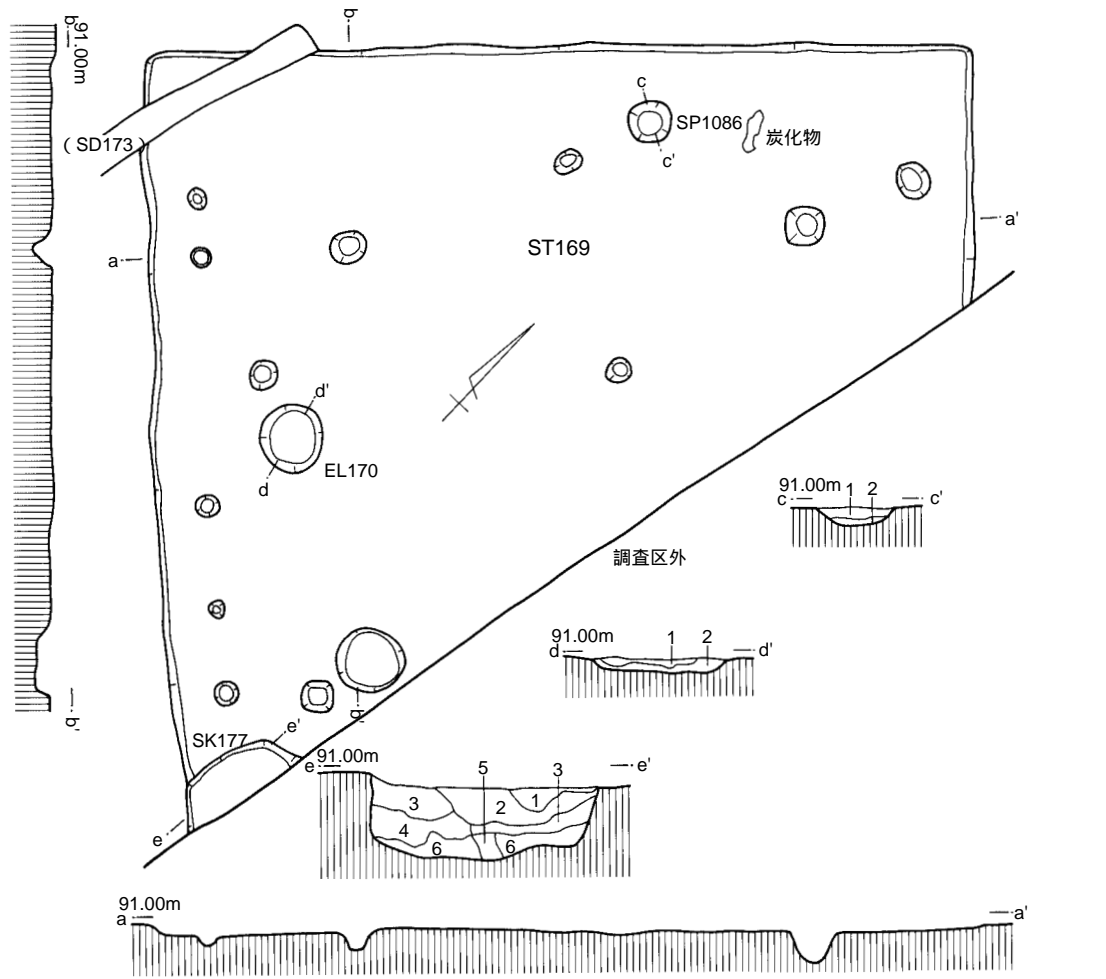 b
b
91.00m
c
SP1086
炭化物
c'
（SD173）
a'
ST169
a
d'
EL170
d
91.00m
1
2
c
c'
調査区外
91.00m
1
2
d
d'
b'
b'
e'
SK177
91.00m
e
5
3
e'
3
2
1
4
6
6
e
91.00m
a
a'